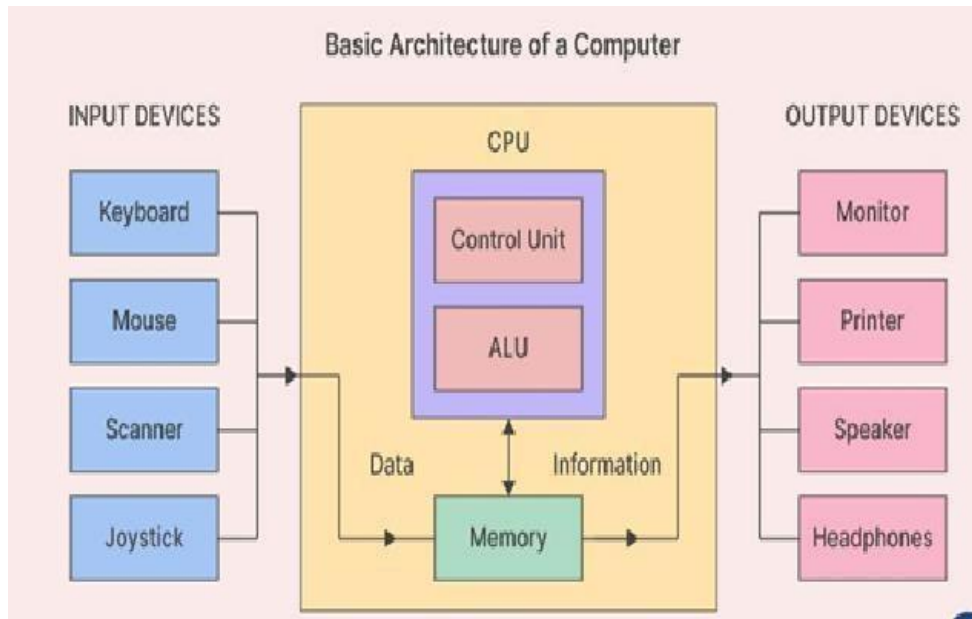 Basic Architecture of a Computer
INPUT DEVICES
Keyboard
Mouse
Scanner
Joystick
CPU
Control Unit
ALU
Data
Information
Memory
OUTPUT DEVICES
Monitor
Printer
Speaker
Headphones